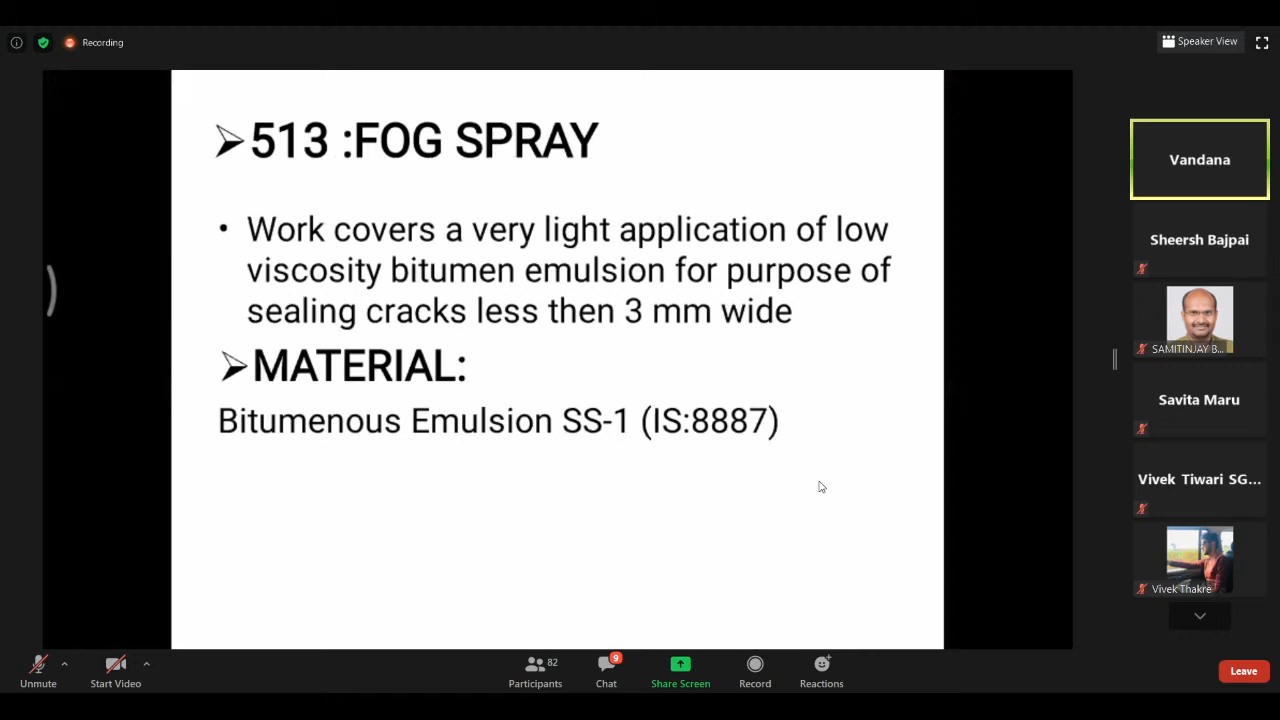 Recording
Speaker View
➢513 :FOG SPRAY
• Work covers a very light application of low
viscosity bitumen emulsion for purpose of
sealing cracks less then 3 mm wide
➢MATERIAL:
Bitumenous Emulsion SS-1 (IS:8887)
Vandana
Sheersh Bajpai
SAMITINJAY B...
Savita Maru
Vivek Tiwari SG...
Vivek Thakre
Unmute
Start Video
82
Participants
9
Chat
Share Screen
Record
Reactions
Leave